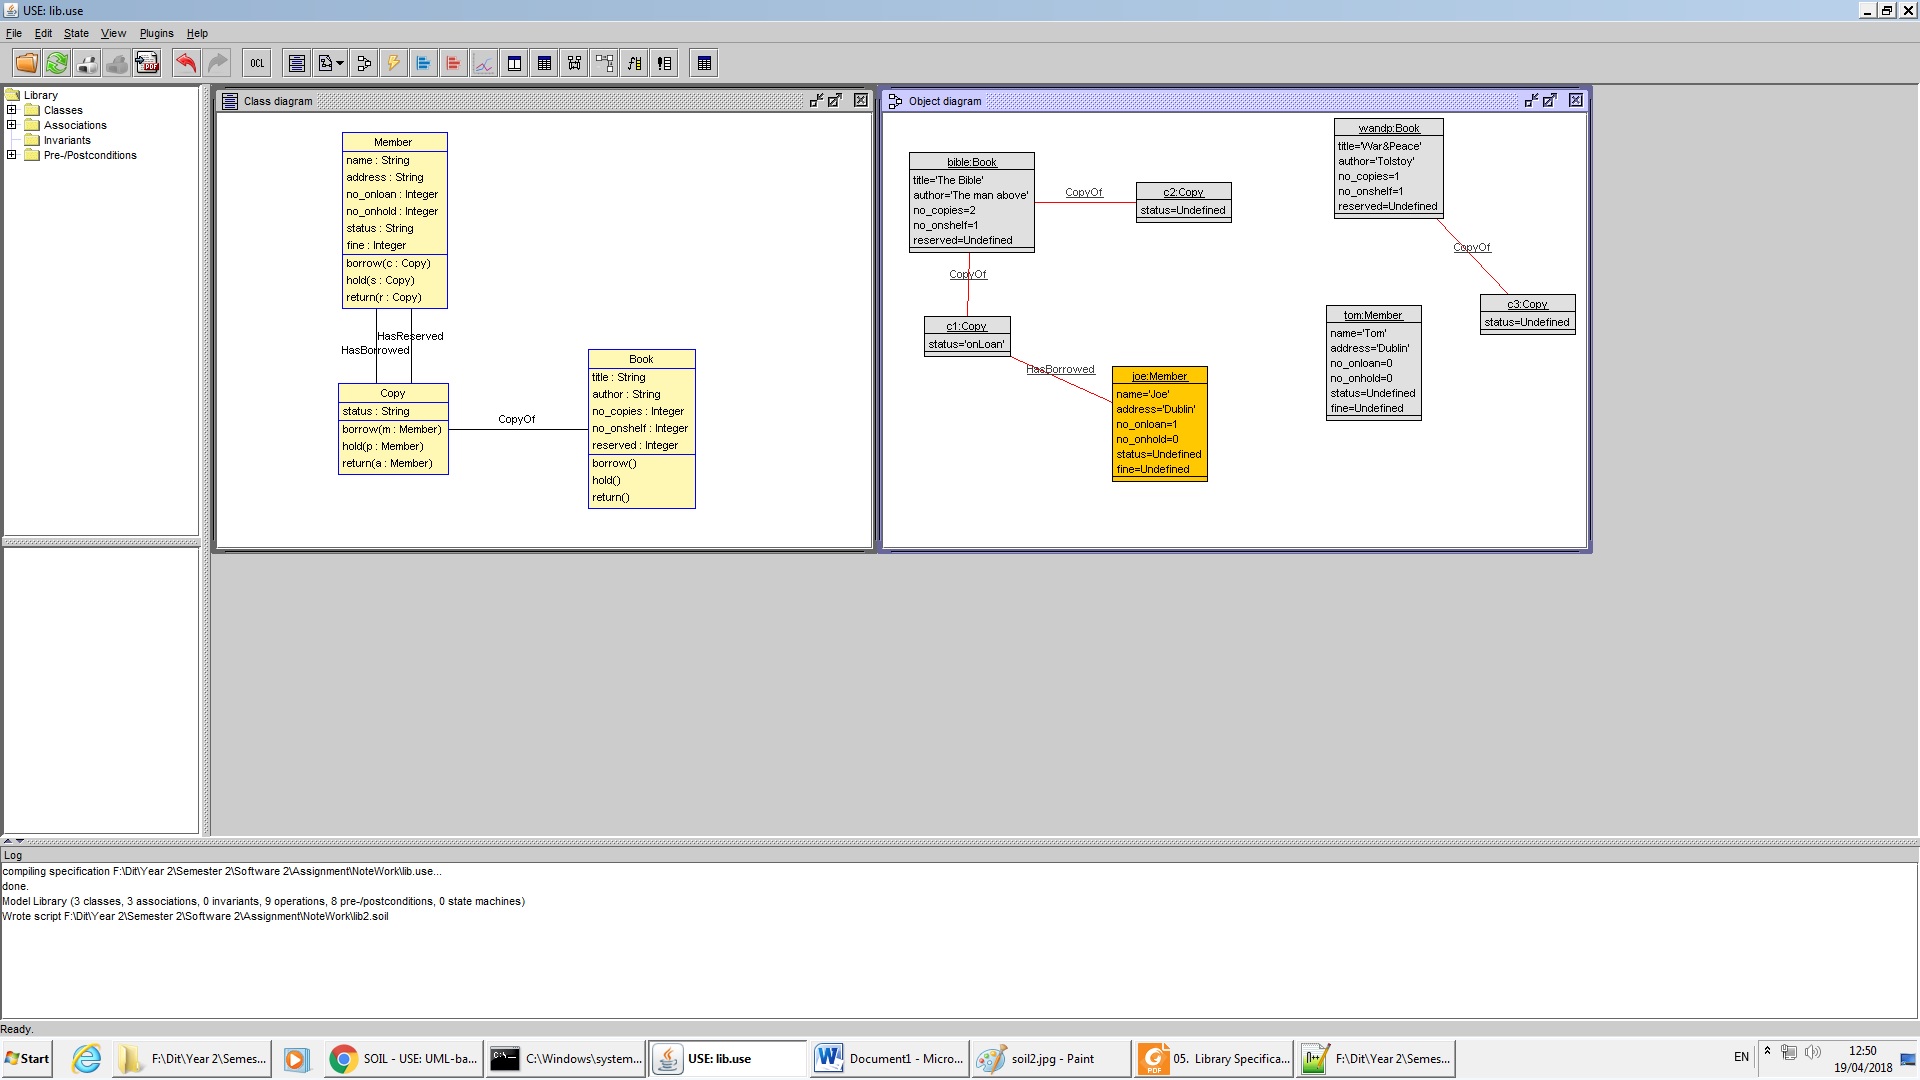 USE: lib.use
File Edit State View Plugins Help
OCL
Library
Classes
Associations
Invariants
Pre-/Postconditions
Class diagram
Member
name : String
address : String
no_onloan : Integer
no_onhold : Integer
status : String
fine : Integer
borrow(c : Copy)
hold(s : Copy)
return(r : Copy)
HasReserved
HasBorrowed
Copy
status : String
borrow(m : Member)
hold(p : Member)
return(a : Member)
CopyOf
Book
title : String
author : String
no_copies : Integer
no_onshelf : Integer
reserved : Integer
borrow()
hold()
return()
Object diagram
bible:Book
title='The Bible'
author='The man above'
no_copies=2
no_onshelf=1
reserved=Undefined
CopyOf
c2:Copy
status=Undefined
CopyOf
c1:Copy
status='onLoan'
HasBorrowed
joe:Member
name='Joe'
address='Dublin'
no_onloan=1
no_onhold=0
status=Undefined
fine=Undefined
wandp:Book
title='War&Peace'
author='Tolstoy'
no_copies=1
no_onshelf=1
reserved=Undefined
CopyOf
c3:Copy
status=Undefined
tom:Member
name='Tom'
address='Dublin'
no_onloan=0
no_onhold=0
status=Undefined
fine=Undefined
Log
compiling specification F:\Dit\Year 2\Semester 2\Software 2\Assignment\NoteWork\lib.use...
done.
Model Library (3 classes, 3 associations, 0 invariants, 9 operations, 8 pre-/postconditions, 0 state machines)
Wrote script F:\Dit\Year 2\Semester 2\Software 2\Assignment\NoteWork\lib2.soil
Ready.
Start
F:\Dit\Year 2\Semes...
SOIL - USE: UML-ba...
C:\Windows\system...
USE: lib.use
Document1 - Micro...
soil2.jpg - Paint
05. Library Specifica...
F:\Dit\Year 2\Semes...
EN
12:50
19/04/2018